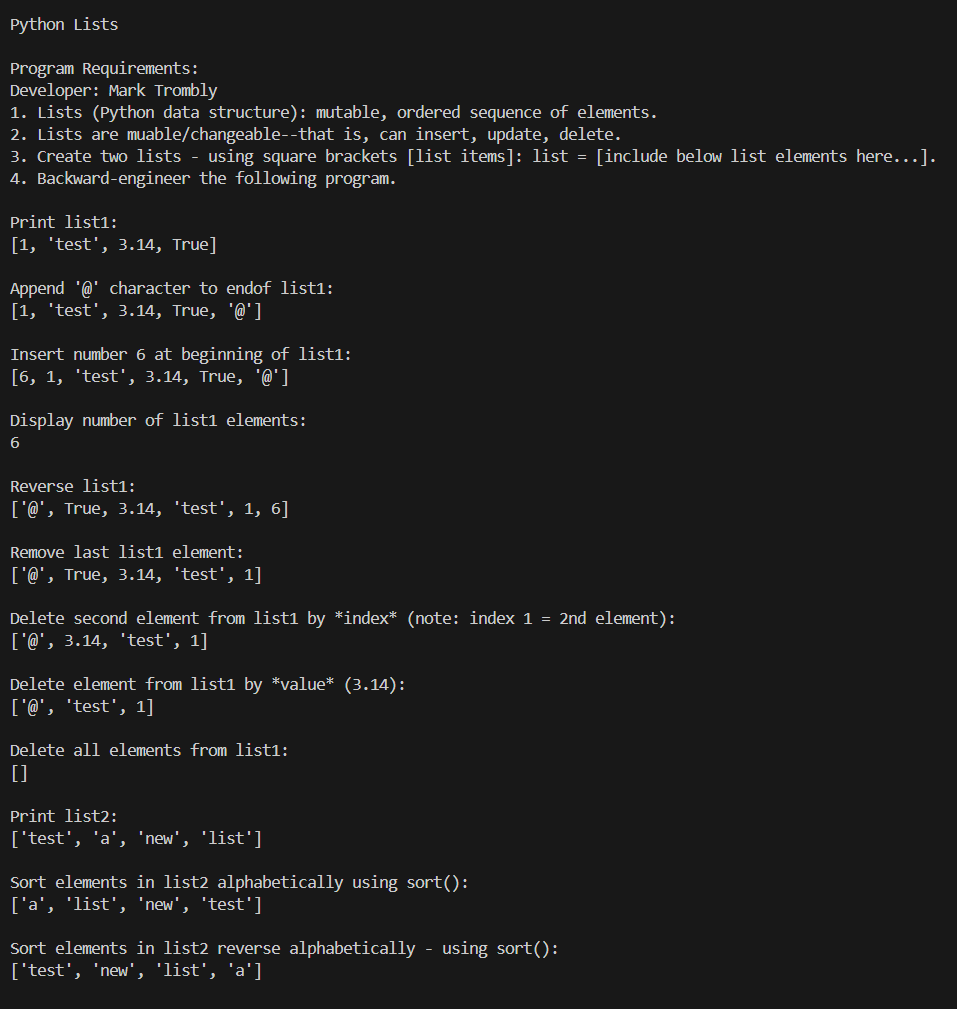 Python Lists
Program Requirements:
Developer: Mark Trombly
1. Lists (Python data structure): mutable, ordered sequence of elements.
2. Lists are muable/changeable--that is, can insert, update, delete.
3. Create two lists - using square brackets [list items]: list = [include below list elements here...].
4. Backward-engineer the following program.
Print list1:
[1, 'test', 3.14, True]
Append '@' character to endof list1:
[1, 'test', 3.14, True, '@']
Insert number 6 at beginning of list1:
[6, 1, 'test', 3.14, True, '@']
Display number of list1 elements:
6
Reverse list1:
['@', True, 3.14, 'test', 1, 6]
Remove last list1 element:
['@', True, 3.14, 'test', 1]
Delete second element from list1 by *index* (note: index 1 = 2nd element):
['@', 3.14, 'test', 1]
Delete element from list1 by *value* (3.14):
['@', 'test', 1]
Delete all elements from list1:
[]
Print list2:
['test', 'a', 'new', 'list']
Sort elements in list2 alphabetically using sort():
['a', 'list', 'new', 'test']
Sort elements in list2 reverse alphabetically - using sort():
['test', 'new', 'list', 'a']